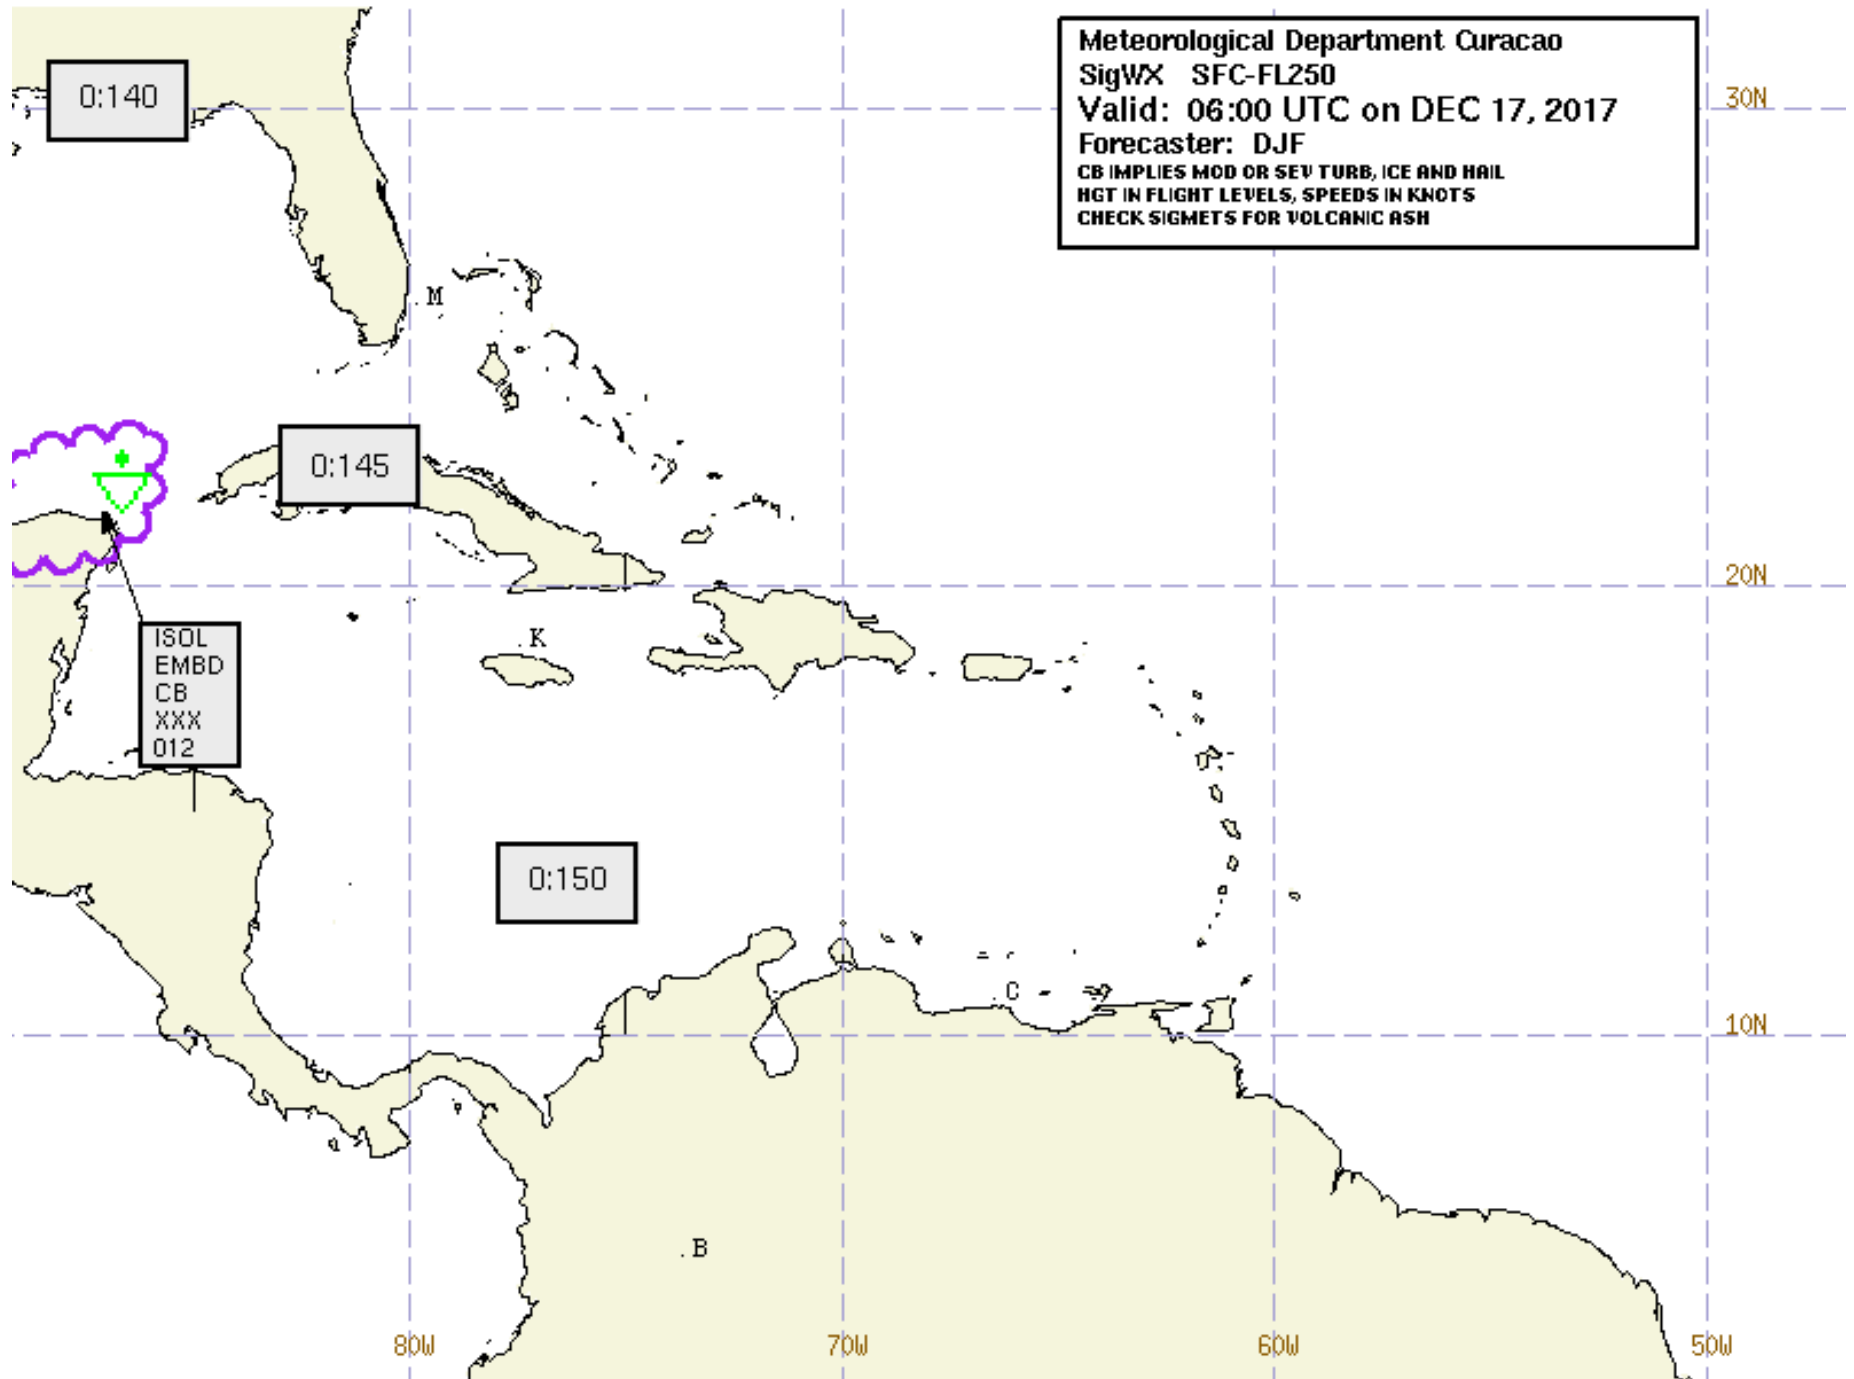 Meteorological Department Curacao
SigWX SFC-FL250
Valid: 06:00 UTC on DEC 17, 2017
Forecaster: DJF
CB IMPLIES MOD OR SEV TURB, ICE AND HAIL
HGT IN FLIGHT LEVELS, SPEEDS IN KNOTS
CHECK SIGMETS FOR VOLCANIC ASH
0:140
30N
M
0:145
20N
K
ISOL
EMBD
CB
XXX
012
0:150
C
10N
B
80W
70W
60W
50W